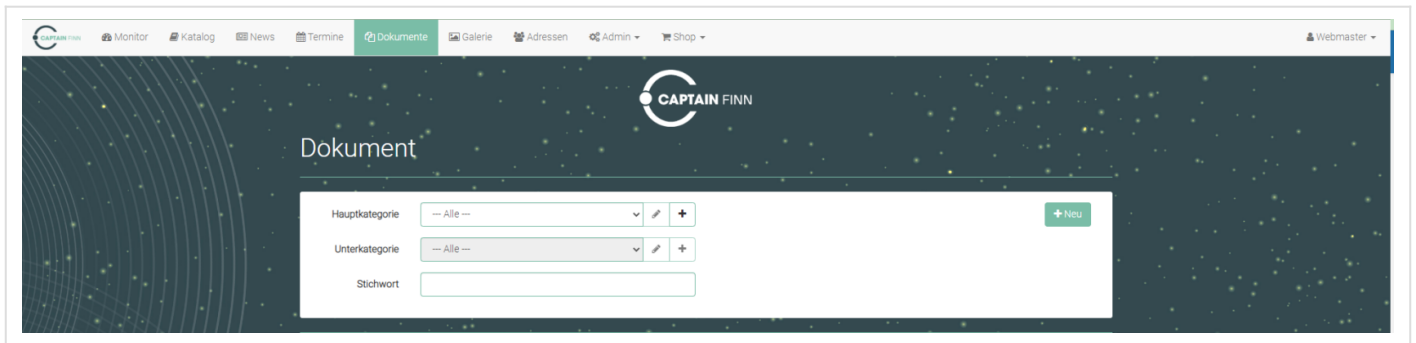 CAPTAIN FINN Monitor Katalog News Termine Dokumente Galerie Adressen Admin Shop Webmaster
CAPTAIN FINN
Dokument
Hauptkategorie --- Alle --- + Neu
Unterkategorie --- Alle ---
Stichwort